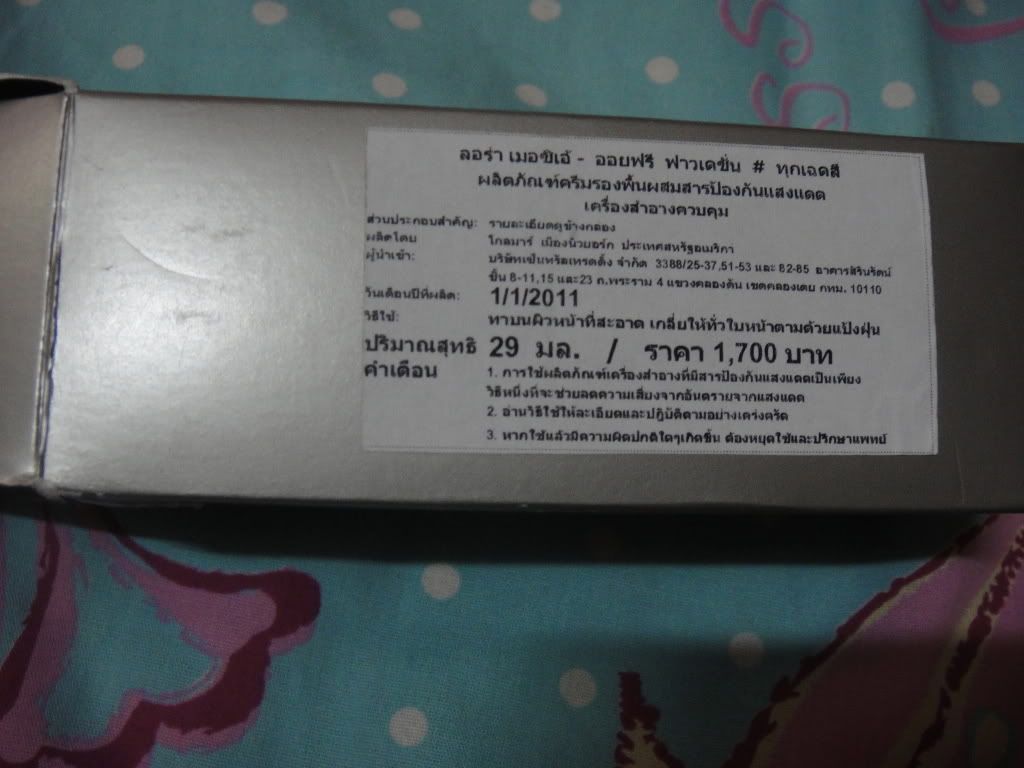 ลอร่า เมอซิเอ้ - ออยฟรี ฟาวเดชั่น # ทุกเฉดสี
ผลิตภัณฑ์ครีมรองพื้นผสมสารป้องกันแสงแดด
เครื่องสำอางควบคุม
ส่วนประกอบสำคัญ: รายละเอียดดูข้างกล่อง
ผลิตโดย โกลมาร์ เมืองนิวยอร์ก ประเทศสหรัฐอเมริกา
ผู้นำเข้า: บริษัทเซ็นทรัลเทรดดิ้ง จำกัด 3388/25-37,51-53 และ 82-85 อาคารสิรินรัตน์
ชั้น 8-11,15 และ23 ถ.พระราม 4 แขวงคลองตัน เขตคลองเตย กทม. 10110
วันเดือนปีที่ผลิต: 1/1/2011
วิธีใช้: ทาบนผิวหน้าที่สะอาด เกลี่ยให้ทั่วใบหน้าตามด้วยแป้งฝุ่น
ปริมาณสุทธิ 29 มล. / ราคา 1,700 บาท
คำเตือน 1. การใช้ผลิตภัณฑ์เครื่องสำอางที่มีสารป้องกันแสงแดดเป็นเพียง
วิธีหนึ่งที่จะช่วยลดความเสี่ยงจากอันตรายจากแสงแดด
2. อ่านวิธีใช้ให้ละเอียดและปฎิบัติตามอย่างเคร่งครัด
3. หากใช้แล้วมีความผิดปกติใดๆเกิดขึ้น ต้องหยุดใช้และปรึกษาแพทย์